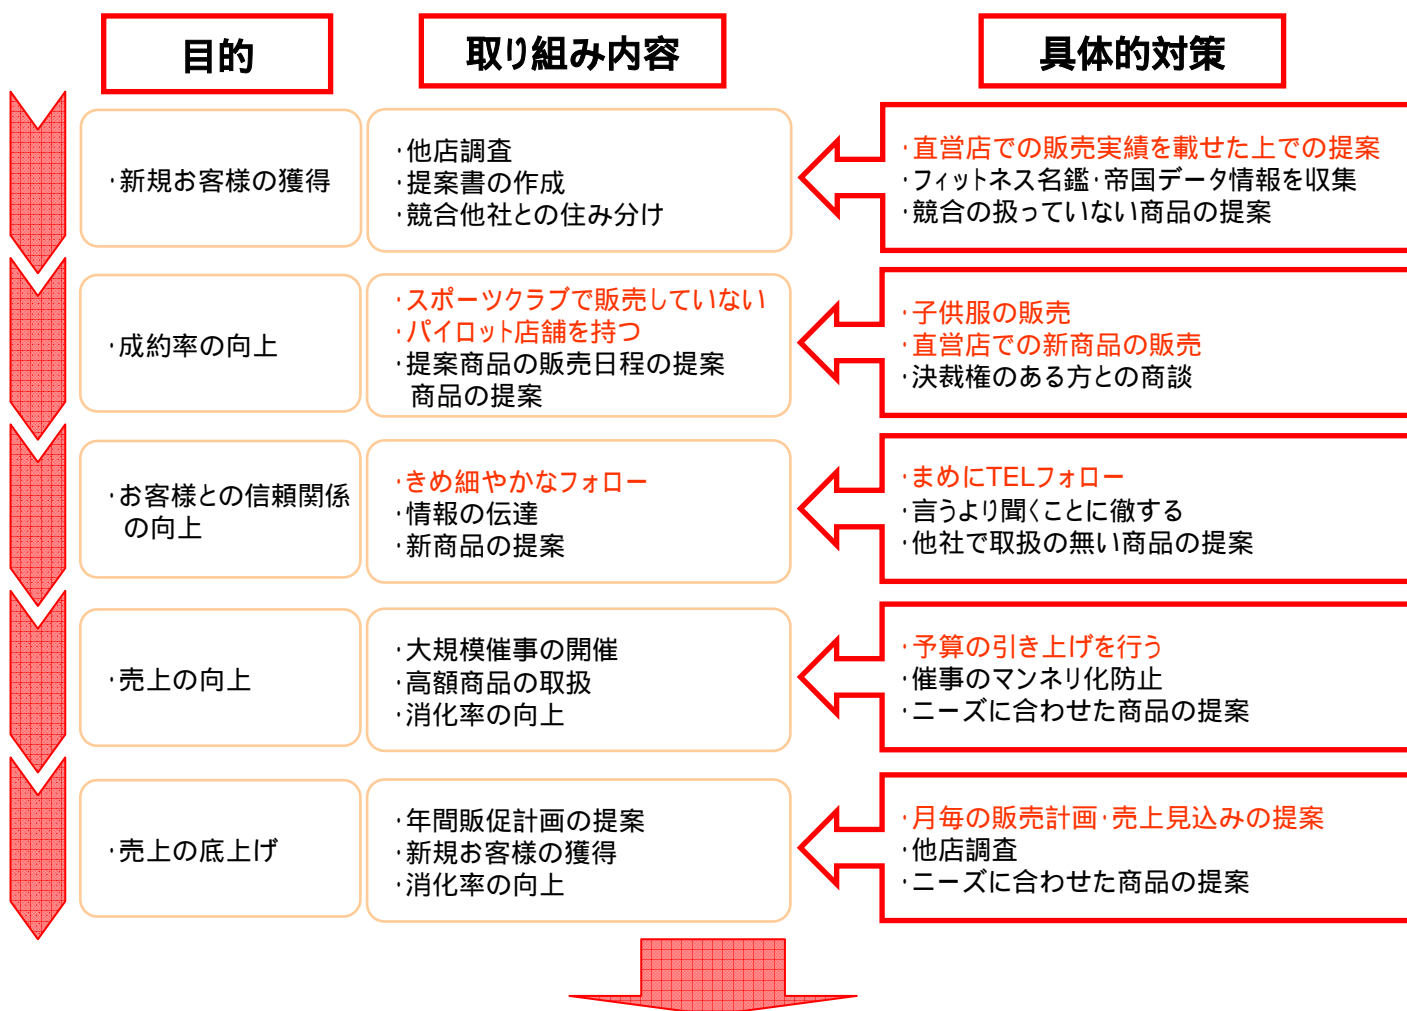 目的
取り組み内容
具体的対策
・新規お客様の獲得
・他店調査
・提案書の作成
・競合他社との住み分け
・直営店での販売実績を載せた上での提案
・フィットネス名鑑・帝国データ情報を収集
・競合の扱っていない商品の提案
・成約率の向上
・スポーツクラブで販売していない
・パイロット店舗を持つ
・提案商品の販売日程の提案
商品の提案
・子供服の販売
・直営店での新商品の販売
・決裁権のある方との商談
・お客様との信頼関係
の向上
・きめ細やかなフォロー
・情報の伝達
・新商品の提案
・まめにTELフォロー
・言うより聞くことに徹する
・他社で取扱の無い商品の提案
・売上の向上
・大規模催事の開催
・高額商品の取扱
・消化率の向上
・予算の引き上げを行う
・催事のマンネリ化防止
・ニーズに合わせた商品の提案
・売上の底上げ
・年間販促計画の提案
・新規お客様の獲得
・消化率の向上
・月毎の販売計画・売上見込みの提案
・他店調査
・ニーズに合わせた商品の提案